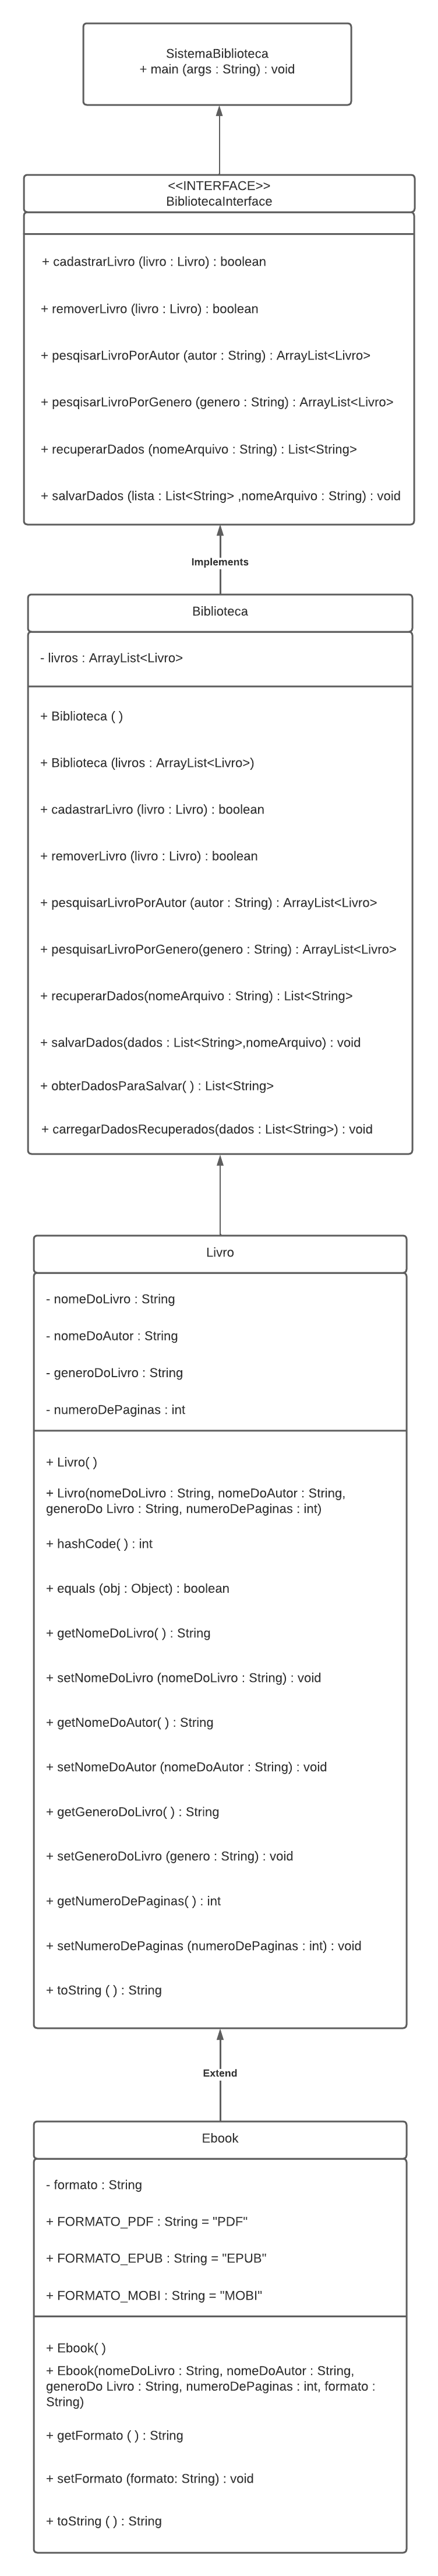 SistemaBiblioteca
+ main (args : String) : void
<<INTERFACE>>
BibliotecaInterface
+ cadastrarLivro (livro : Livro) : boolean
+ removerLivro (livro : Livro) : boolean
+ pesqisarLivroPorAutor (autor : String) : ArrayList<Livro>
+ pesqisarLivroPorGenero (genero : String) : ArrayList<Livro>
+ recuperarDados (nomeArquivo : String) : List<String>
+ salvarDados (lista : List<String> ,nomeArquivo : String) : void
Implements
Biblioteca
- livros : ArrayList<Livro>
+ Biblioteca ( )
+ Biblioteca (livros : ArrayList<Livro>)
+ cadastrarLivro (livro : Livro) : boolean
+ removerLivro (livro : Livro) : boolean
+ pesquisarLivroPorAutor (autor : String) : ArrayList<Livro>
+ pesquisarLivroPorGenero(genero : String) : ArrayList<Livro>
+ recuperarDados(nomeArquivo : String) : List<String>
+ salvarDados(dados : List<String>,nomeArquivo) : void
+ obterDadosParaSalvar( ) : List<String>
+ carregarDadosRecuperados(dados : List<String>) : void
Livro
- nomeDoLivro : String
- nomeDoAutor : String
- generoDoLivro : String
- numeroDePaginas : int
+ Livro( )
+ Livro(nomeDoLivro : String, nomeDoAutor : String,
generoDo Livro : String, numeroDePaginas : int)
+ hashCode( ) : int
+ equals (obj : Object) : boolean
+ getNomeDoLivro( ) : String
+ setNomeDoLivro (nomeDoLivro : String) : void
+ getNomeDoAutor( ) : String
+ setNomeDoAutor (nomeDoAutor : String) : void
+ getGeneroDoLivro( ) : String
+ setGeneroDoLivro (genero : String) : void
+ getNumeroDePaginas( ) : int
+ setNumeroDePaginas (numeroDePaginas : int) : void
+ toString ( ) : String
Extend
Ebook
- formato : String
+ FORMATO_PDF : String = "PDF"
+ FORMATO_EPUB : String = "EPUB"
+ FORMATO_MOBI : String = "MOBI"
+ Ebook( )
+ Ebook(nomeDoLivro : String, nomeDoAutor : String,
generoDo Livro : String, numeroDePaginas : int, formato :
String)
+ getFormato ( ) : String
+ setFormato (formato: String) : void
+ toString ( ) : String